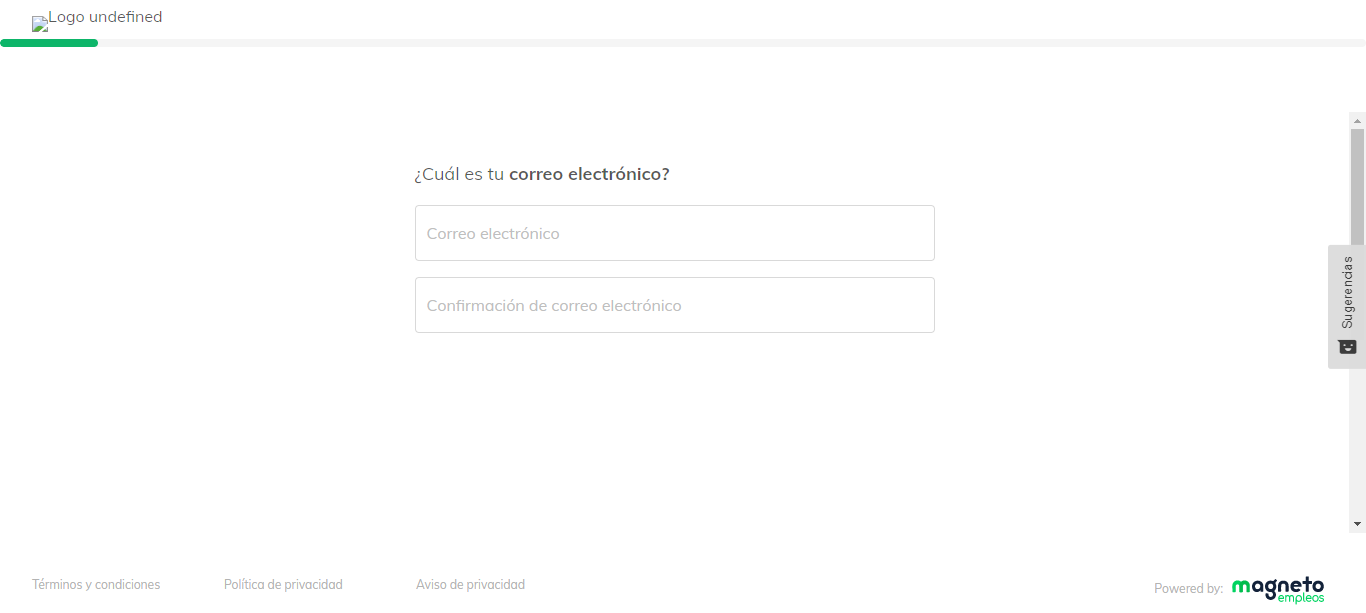 Logo undefined
¿Cuál es tu correo electrónico?
Correo electrónico
Confirmación de correo electrónico
Sugerencias
Términos y condiciones
Política de privacidad
Aviso de privacidad
Powered by:
magneto
empleos